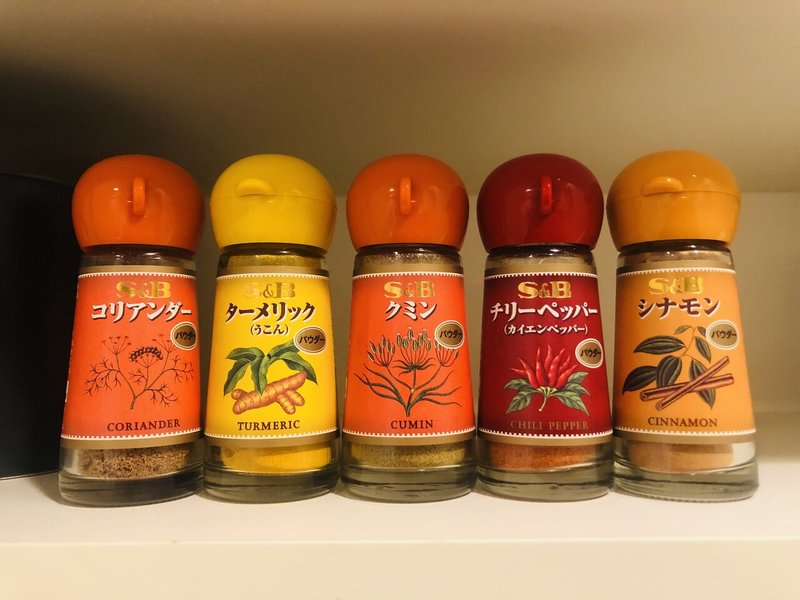 S&B
コリアンダー
パウダー
CORIANDER
S&B
ターメリック
(うこん)
パウダー
TURMERIC
S&B
クミン
パウダー
CUMIN
S&B
チリーペッパー
(カイエンペッパー)
パウダー
CHILI PEPPER
S&B
シナモン
パウダー
CINNAMON